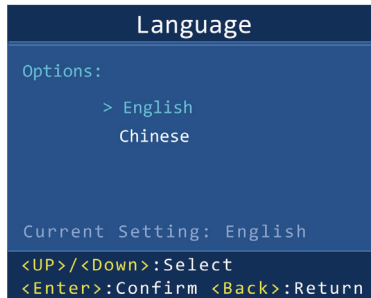 Language
Options:
> English
Chinese
Current Setting: English
<UP>/<Down>:Select
<Enter>:Confirm <Back>:Return